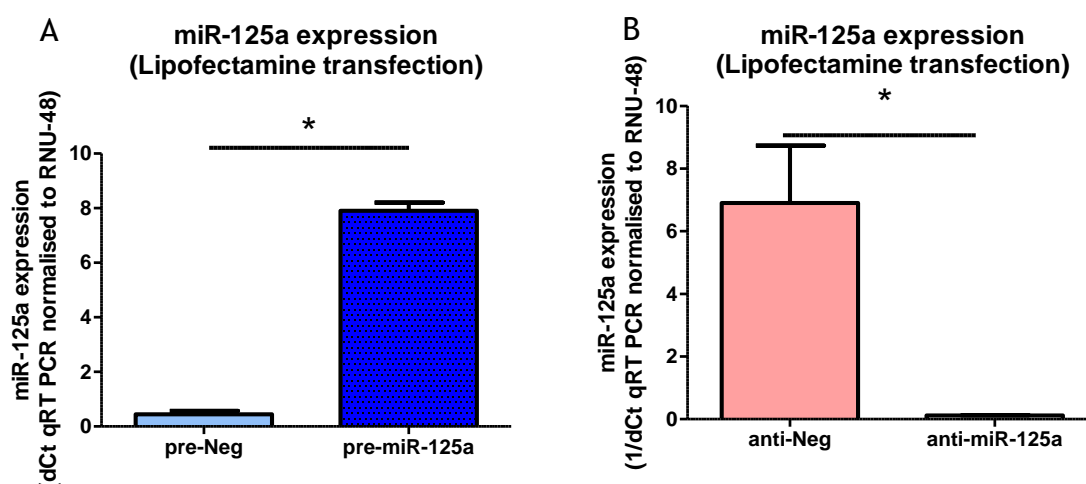 A
miR-125a expression
(Lipofectamine transfection)
miR-125a expression
dCt qRT PCR normalised to RNU-48)
*
10
8
6
4
2
0
pre-Neg
pre-miR-125a
B
miR-125a expression
(Lipofectamine transfection)
miR-125a expression
(1/dCt qRT PCR normalised to RNU-48)
*
10
8
6
4
2
0
anti-Neg
anti-miR-125a